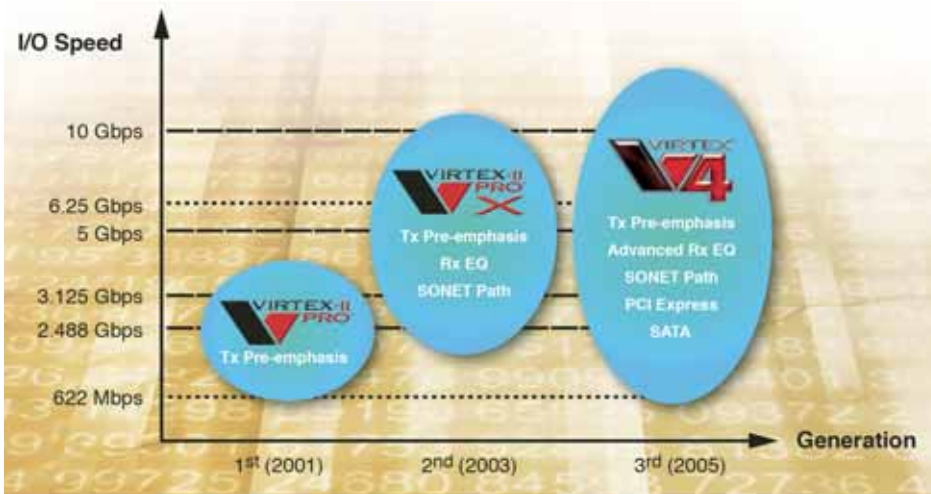 I/O Speed
10 Gbps
6.25 Gbps
5 Gbps
3.125 Gbps
2.488 Gbps
622 Mbps
VIRTEX-II
PRO
Tx Pre-emphasis
VIRTEX-II
PRO
X
Tx Pre-emphasis
Rx EQ
SONET Path
VIRTEX
4
Tx Pre-emphasis
Advanced Rx EQ
SONET Path
PCI Express
SATA
1st (2001)
2nd (2003)
3rd (2005)
Generation